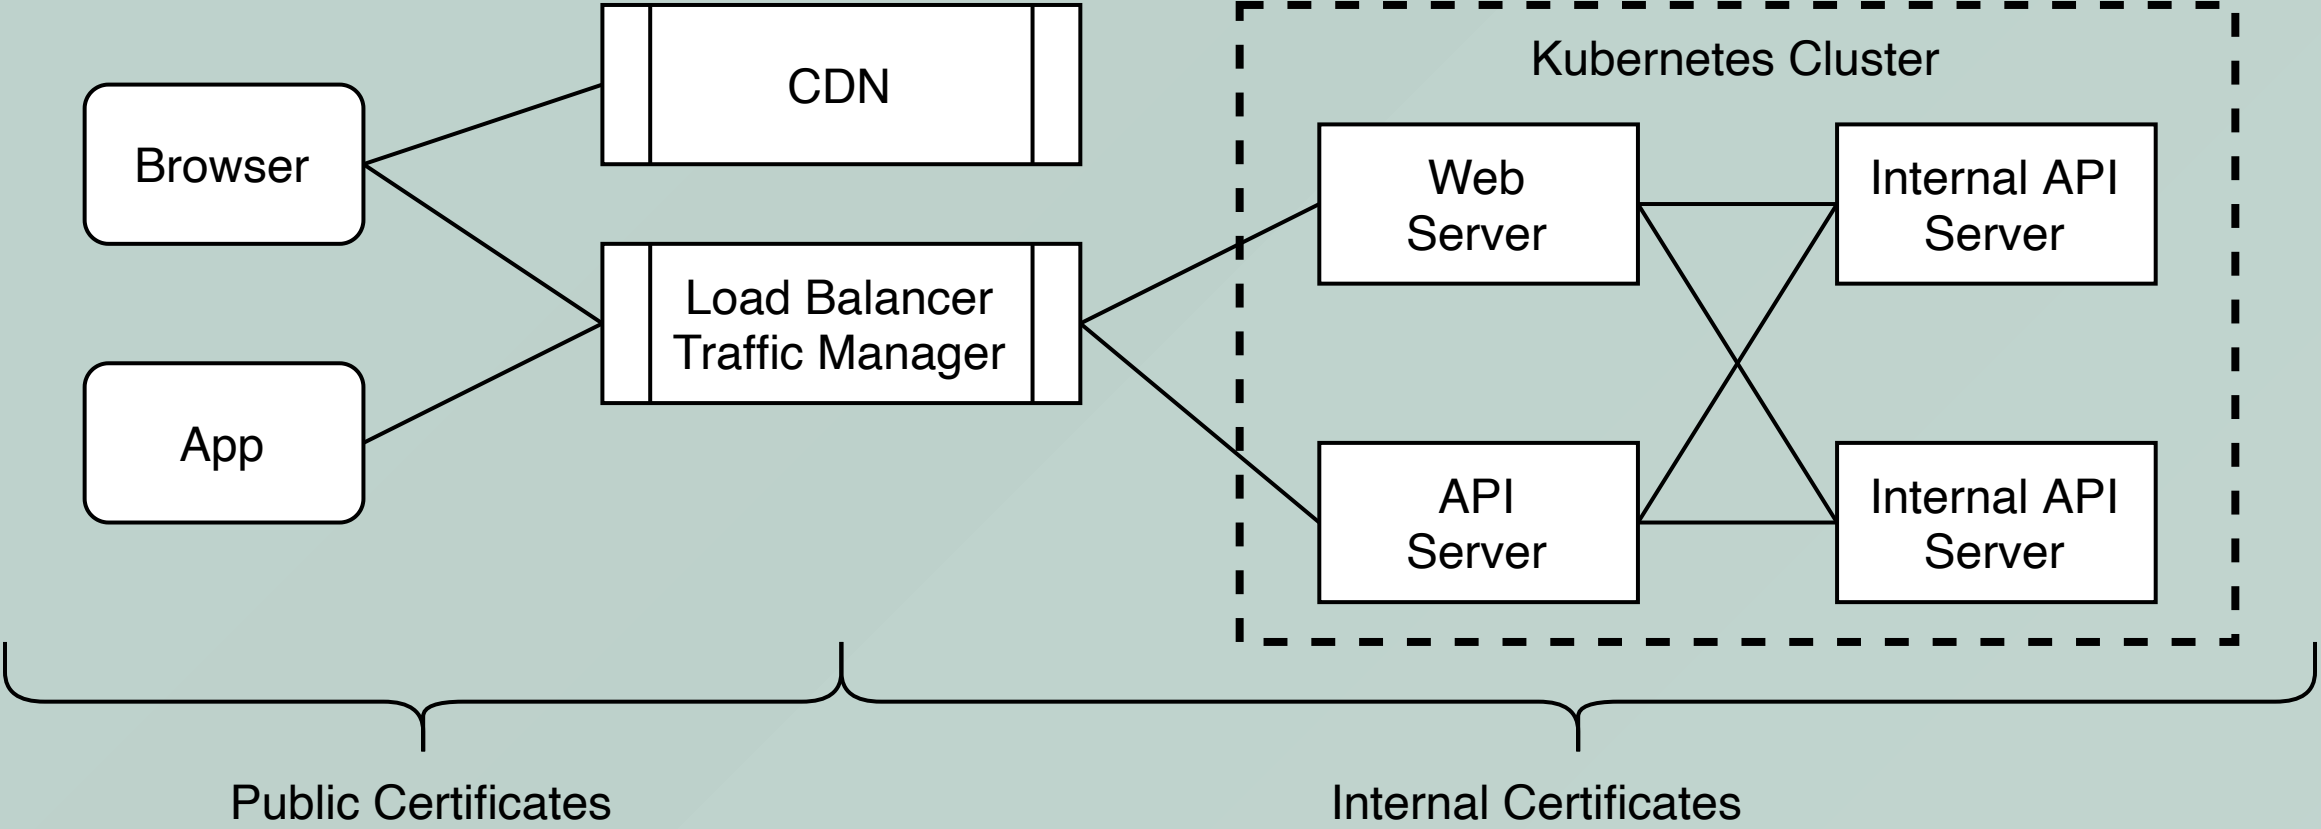 CDN
Kubernetes Cluster
Browser
Web
Server
Internal API
Server
Load Balancer
Traffic Manager
App
API
Server
Internal API
Server
Public Certificates
Internal Certificates